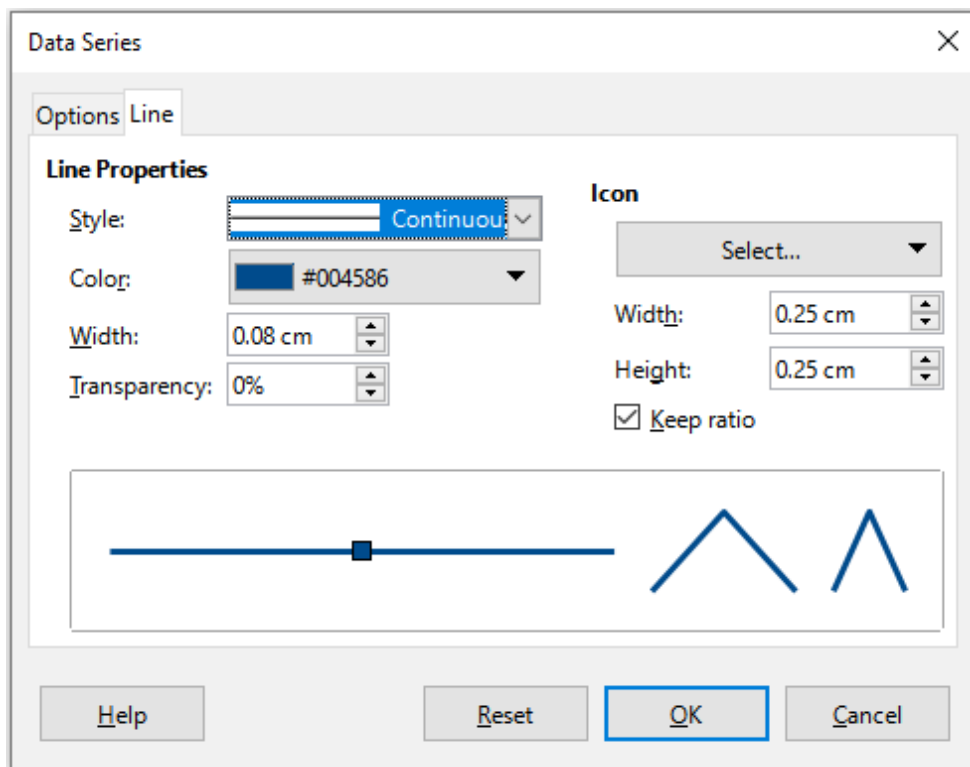 Data Series
Options Line
Line Properties
Style: Continuou
Color: #004586
Width: 0.08 cm
Transparency: 0%
Icon
Select...
Width: 0.25 cm
Height: 0.25 cm
Keep ratio
Help Reset OK Cancel